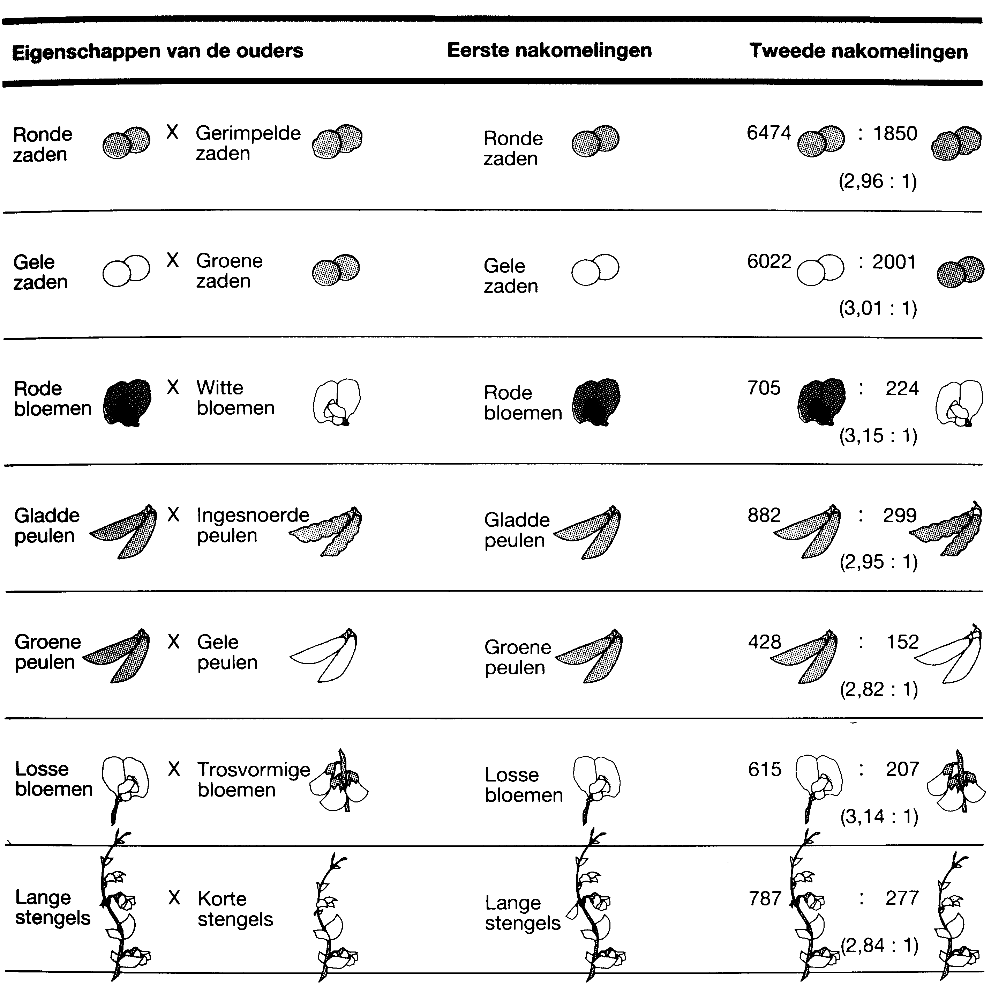 Eigenschappen van de ouders Eerste nakomelingen Tweede nakomelingen
Ronde zaden X Gerimpelde zaden Ronde zaden 6474 : 1850
(2,96 : 1)
Gele zaden X Groene zaden Gele zaden 6022 : 2001
(3,01 : 1)
Rode bloemen X Witte bloemen Rode bloemen 705 : 224
(3,15 : 1)
Gladde peulen X Ingesnoerde peulen Gladde peulen 882 : 299
(2,95 : 1)
Groene peulen X Gele peulen Groene peulen 428 : 152
(2,82 : 1)
Losse bloemen X Trosvormige bloemen Losse bloemen 615 : 207
(3,14 : 1)
Lange stengels X Korte stengels Lange stengels 787 : 277
(2,84 : 1)